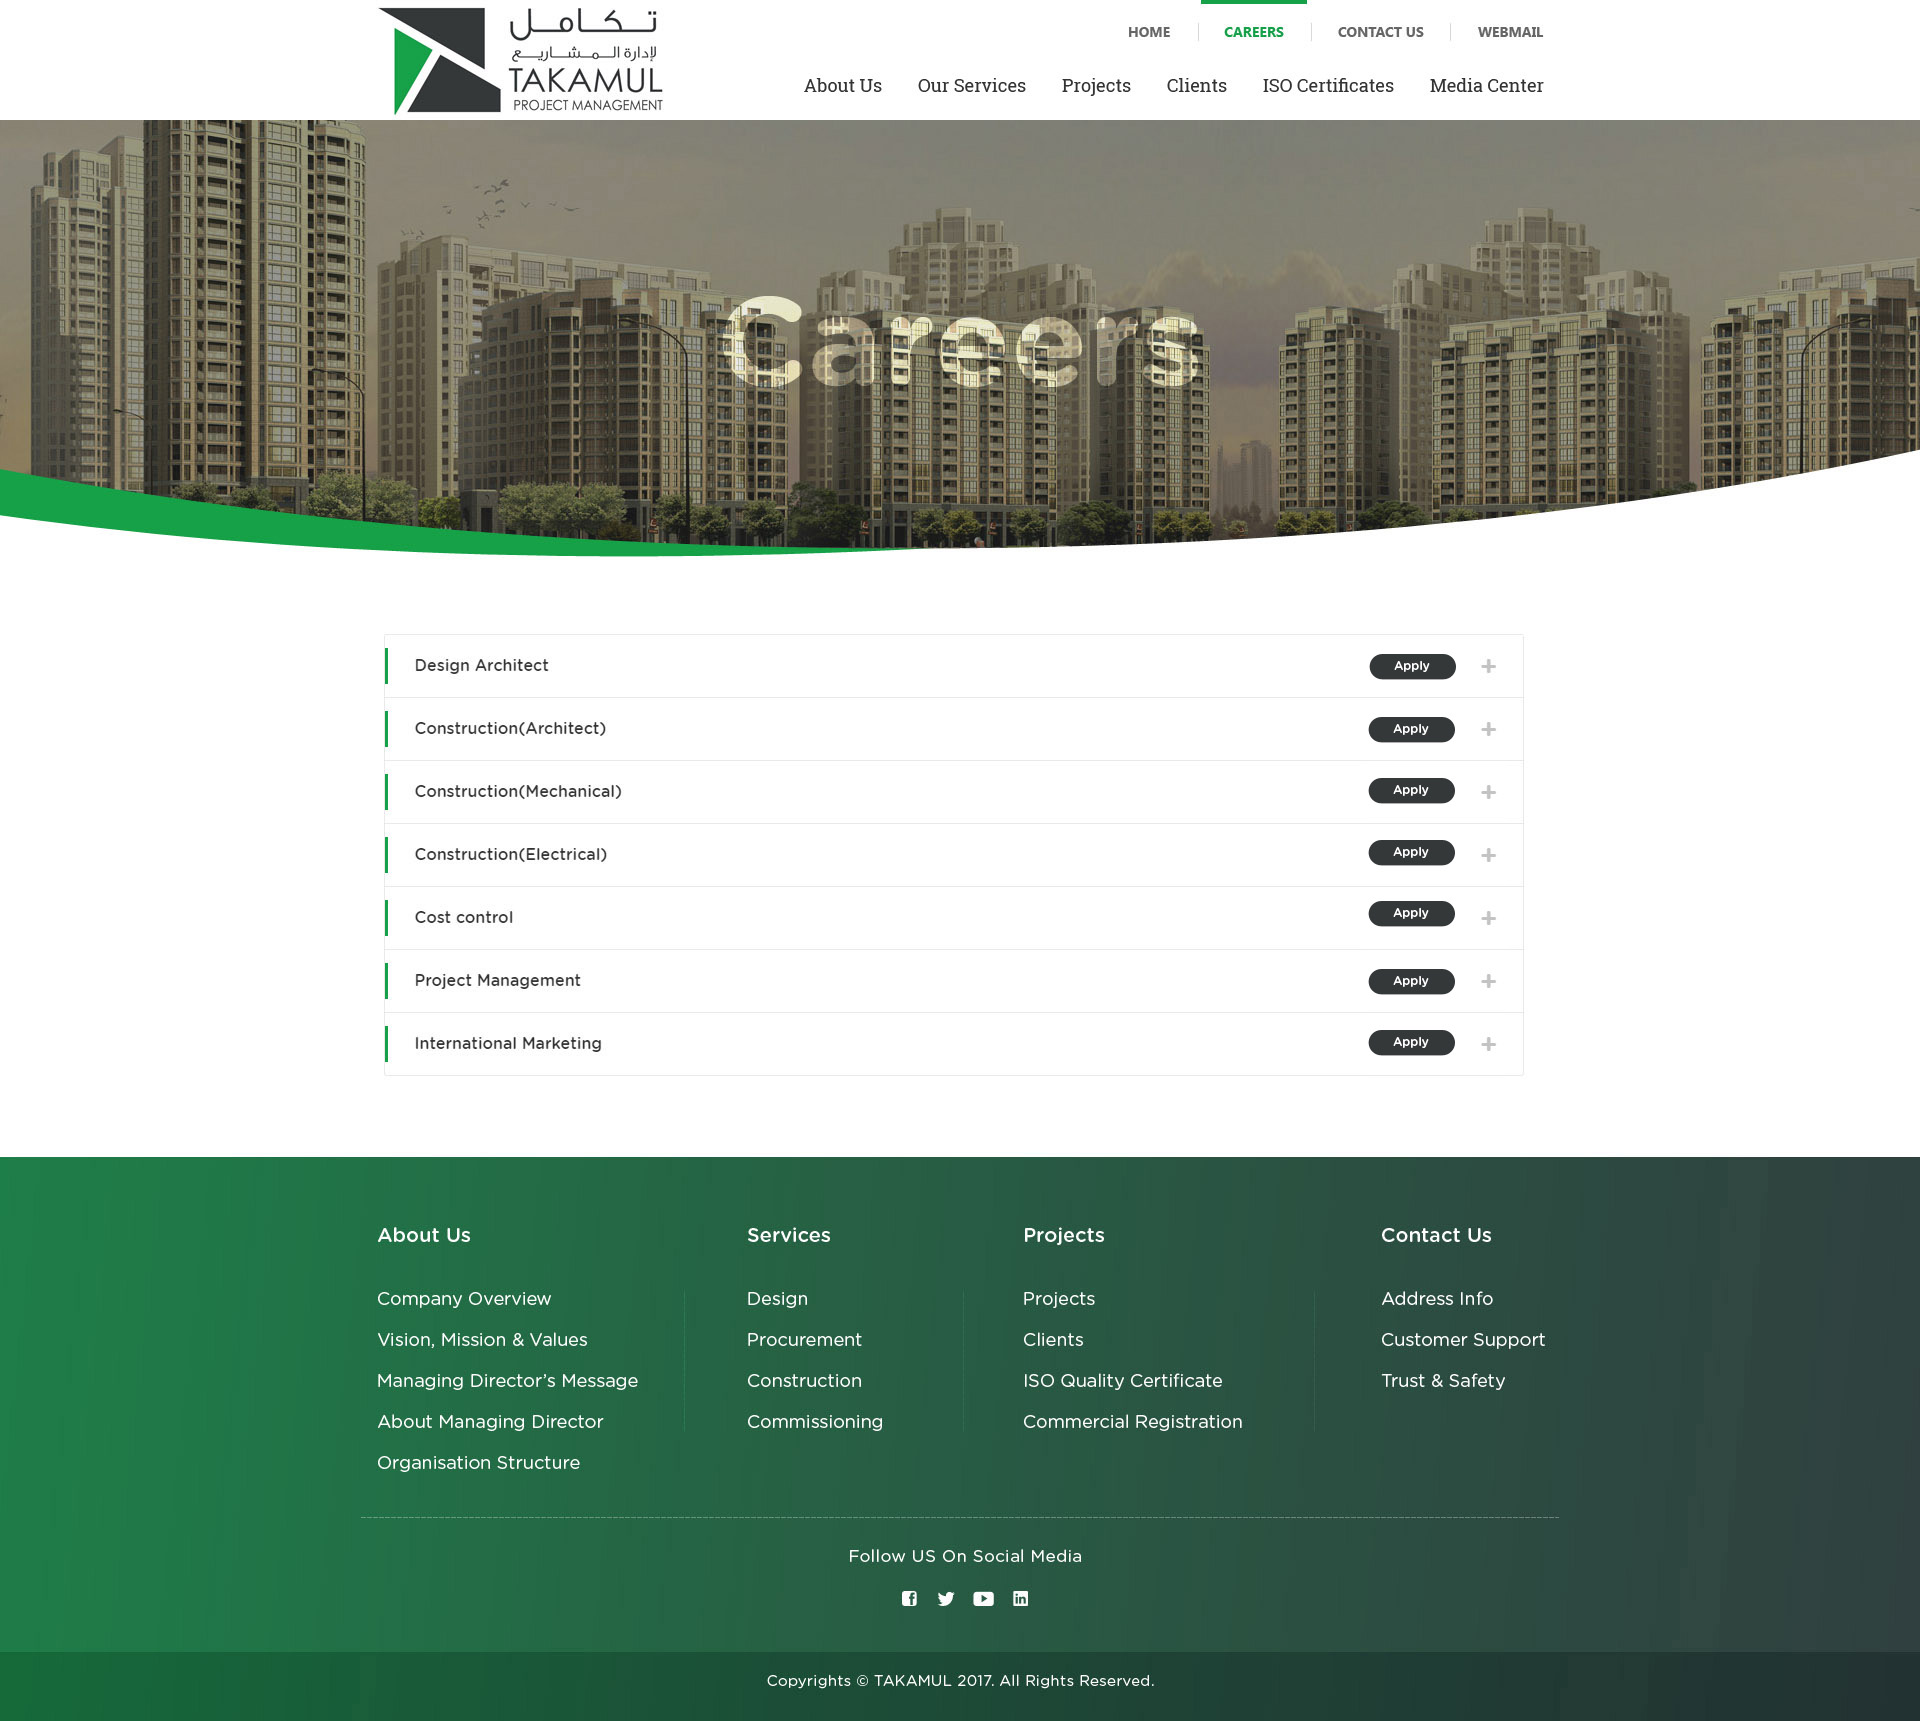 تكامل
لإدارة المشاريع
TAKAMUL
PROJECT MANAGEMENT
HOME
CAREERS
CONTACT US
WEBMAIL
About Us
Our Services
Projects
Clients
ISO Certificates
Media Center
Careers
Design Architect
Apply
Construction(Architect)
Apply
Construction(Mechanical)
Apply
Construction(Electrical)
Apply
Cost control
Apply
Project Management
Apply
International Marketing
Apply
About Us
Company Overview
Vision, Mission & Values
Managing Director’s Message
About Managing Director
Organisation Structure
Services
Design
Procurement
Construction
Commissioning
Projects
Projects
Clients
ISO Quality Certificate
Commercial Registration
Contact Us
Address Info
Customer Support
Trust & Safety
Follow US On Social Media
Copyrights © TAKAMUL 2017. All Rights Reserved.